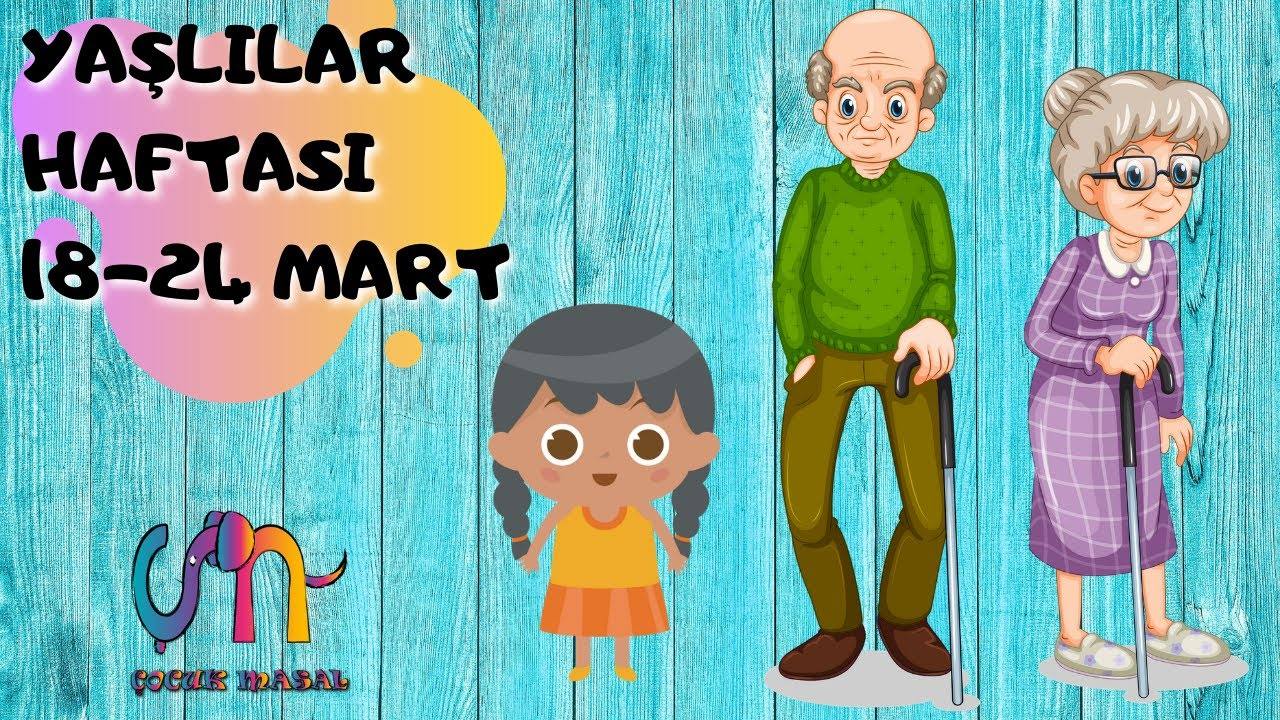 YAŞLILAR
HAFTASI
18-24 MART
ÇOCUK MASAL